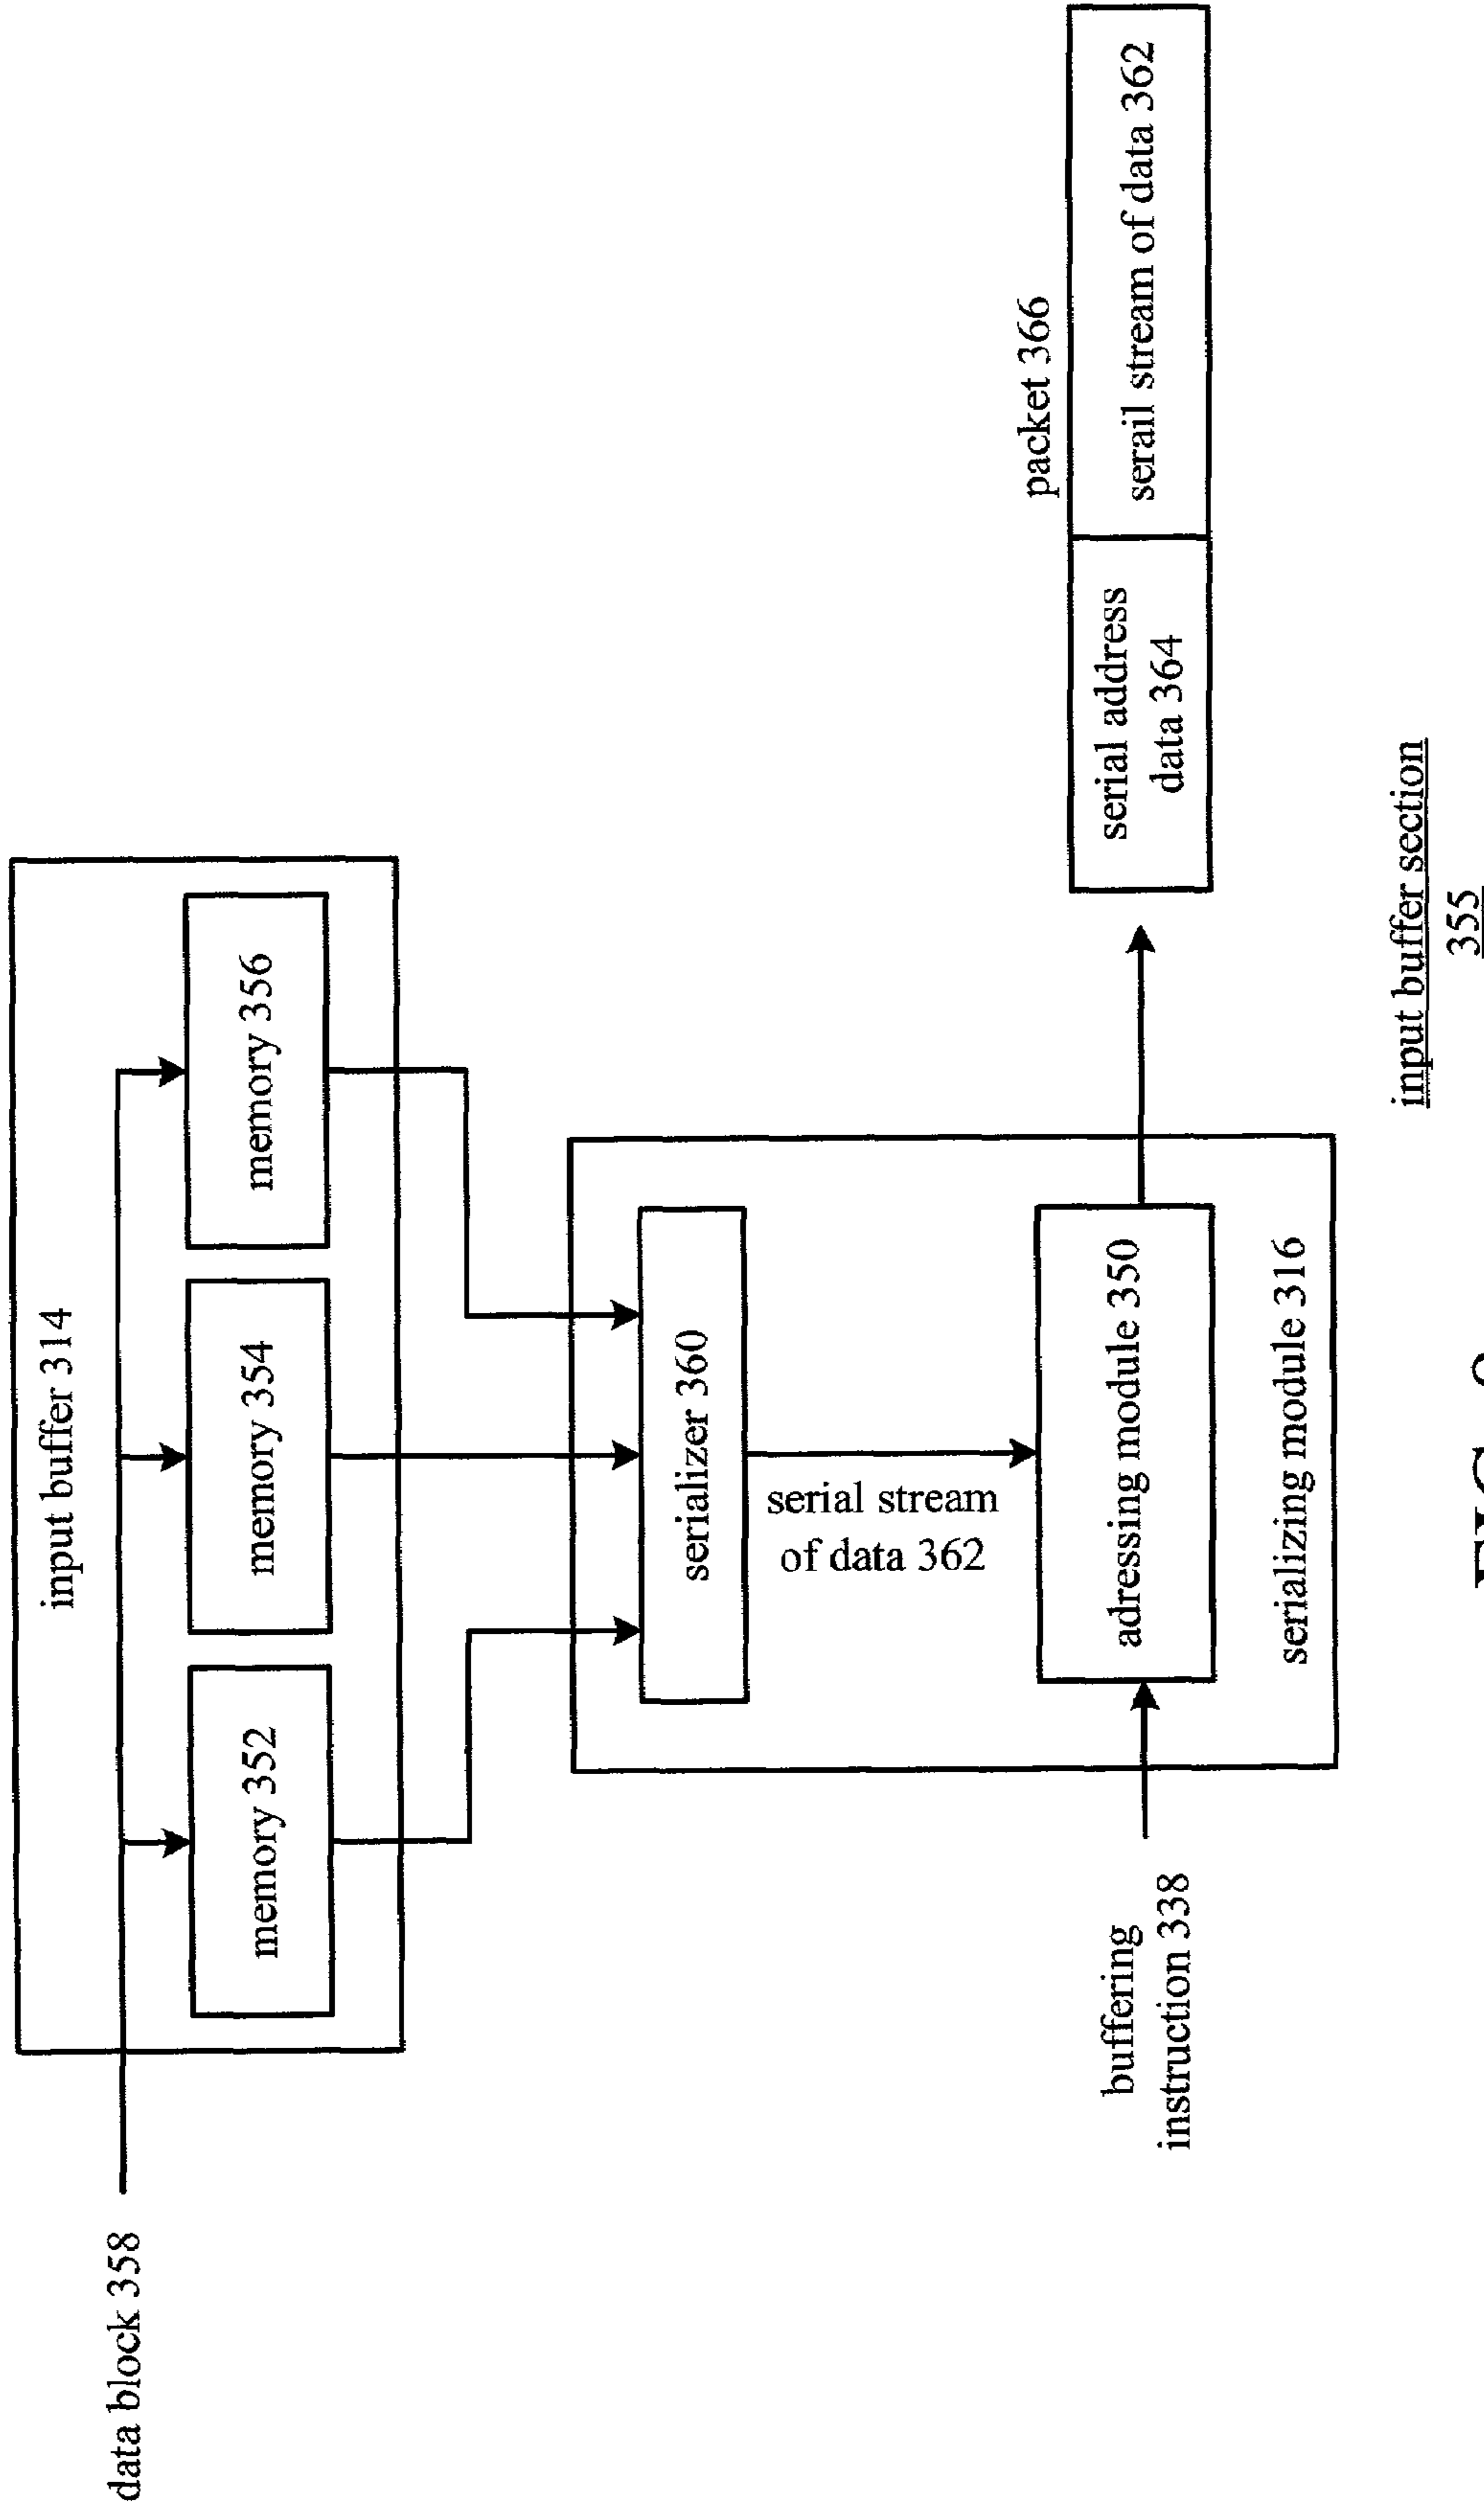 input buffer 314
data block 358
memory 352
memory 354
memory 356
serializer 360
serial stream
of data 362
buffering
instruction 338
adressing module 350
serializing module 316
packet 366
serial address
data 364
serail stream of data 362
input buffer section
355